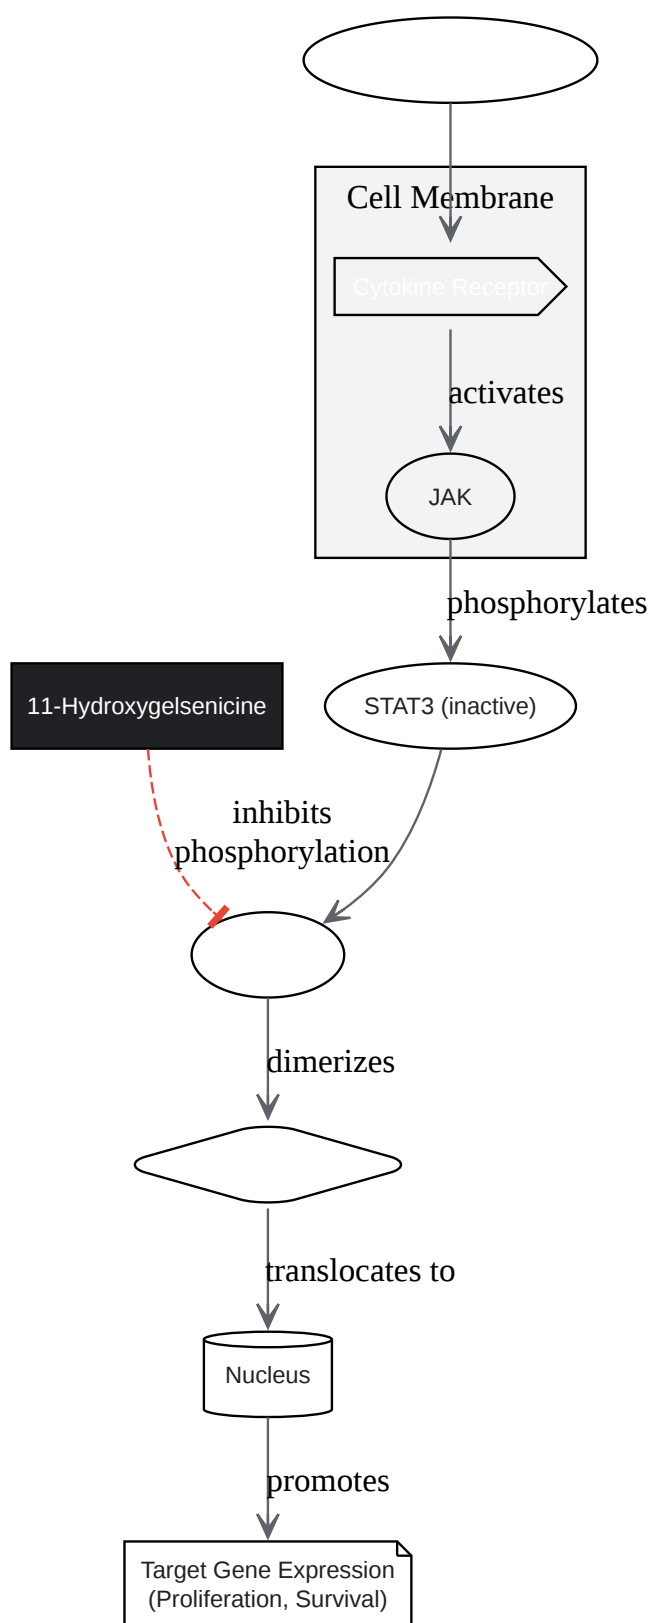 Cell Membrane
Cytokine Receptor
activates
JAK
phosphorylates
11-Hydroxygelsenicine
STAT3 (inactive)
inhibits
phosphorylation
dimerizes
translocates to
Nucleus
promotes
Target Gene Expression
(Proliferation, Survival)